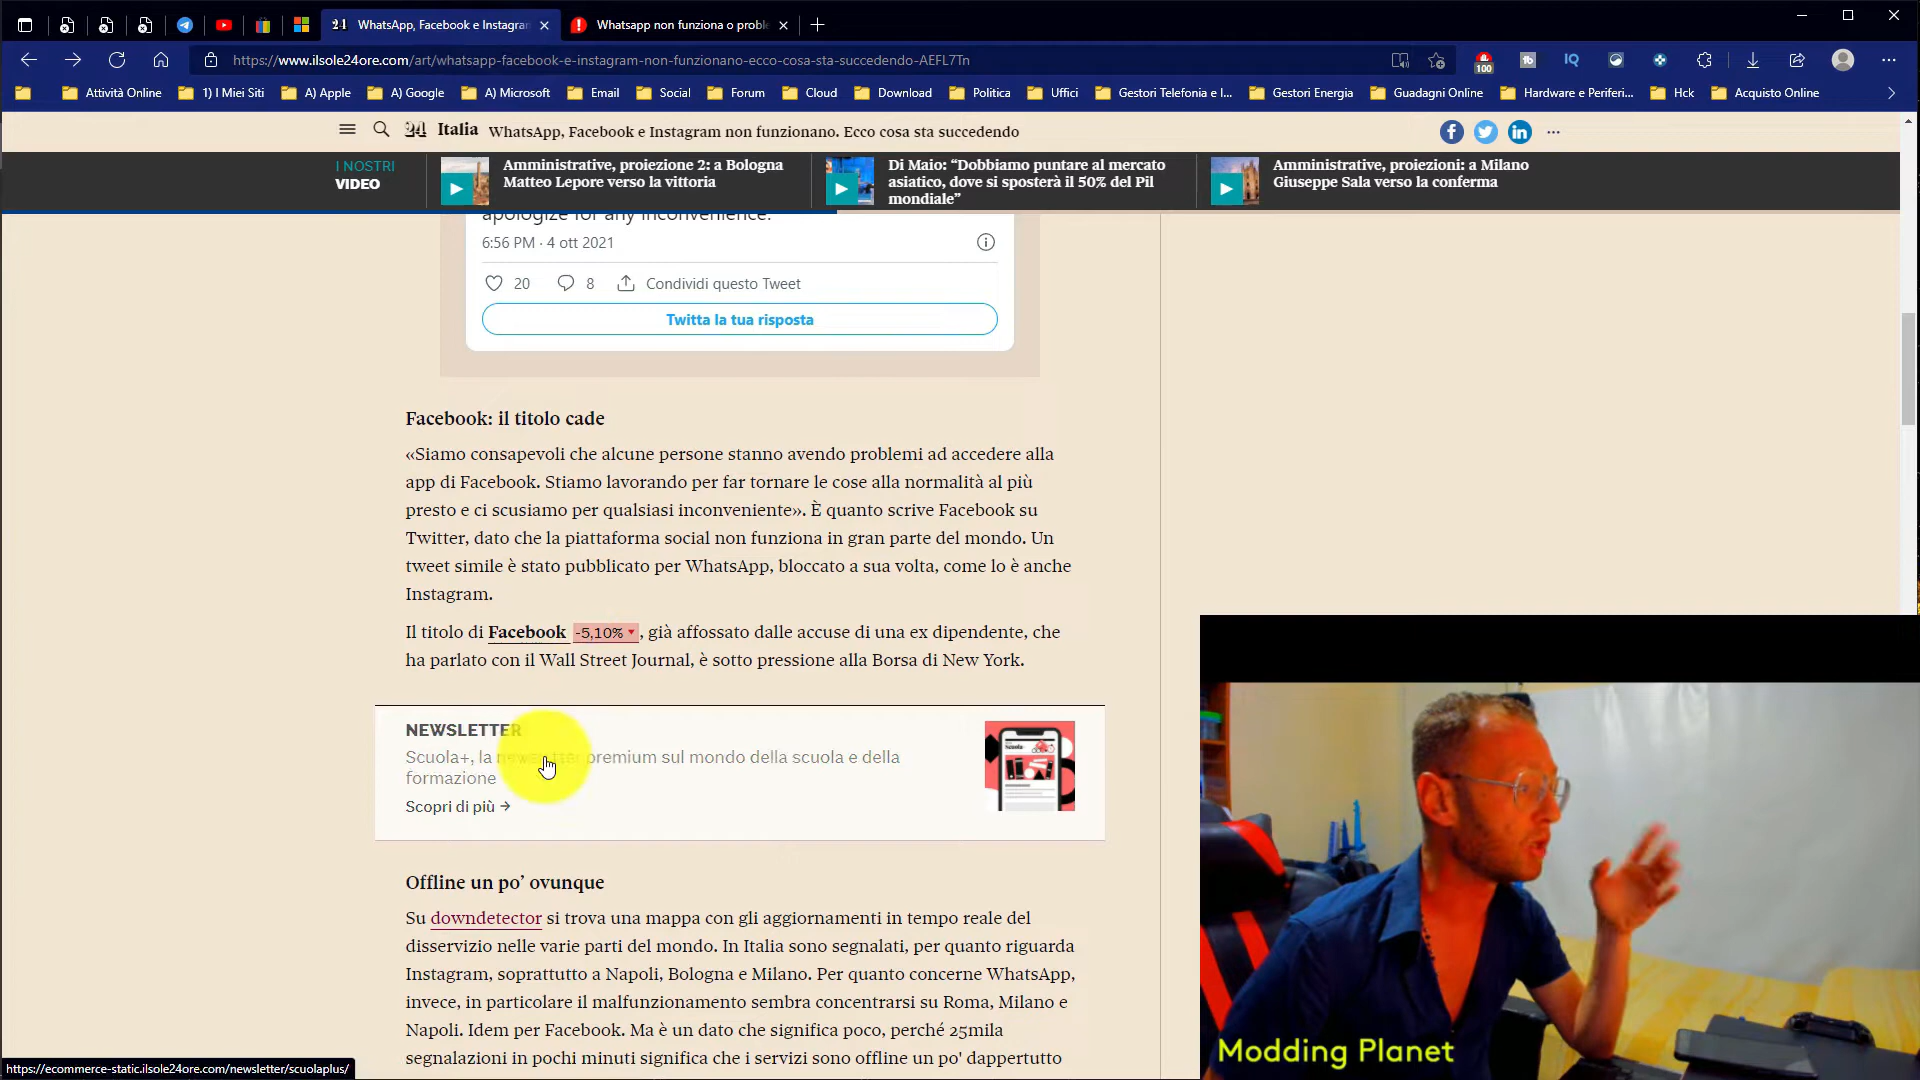 WhatsApp, Facebook e Instagram
Whatsapp non funziona o proble
https://www.ilsole24ore.com/art/whatsapp-facebook-e-instagram-non-funzionano-ecco-cosa-sta-succedendo-AEFL7Tn
100
Attività Online
1) I Miei Siti
A) Apple
A) Google
A) Microsoft
Email
Social
Forum
Cloud
Download
Politica
Uffici
Gestori Telefonia e I...
Gestori Energia
Guadagni Online
Hardware e Periferi...
Hck
Acquisto Online
24 Italia WhatsApp, Facebook e Instagram non funzionano. Ecco cosa sta succedendo
I NOSTRI
VIDEO
Amministrative, proiezione 2: a Bologna
Matteo Lepore verso la vittoria
Di Maio: “Dobbiamo puntare al mercato
asiatico, dove si sposterà il 50% del Pil
mondiale”
Amministrative, proiezioni: a Milano
Giuseppe Sala verso la conferma
apologize for any inconvenience.
6:56 PM · 4 ott 2021
20 8 Condividi questo Tweet
Twitta la tua risposta
Facebook: il titolo cade
«Siamo consapevoli che alcune persone stanno avendo problemi ad accedere alla
app di Facebook. Stiamo lavorando per far tornare le cose alla normalità al più
presto e ci scusiamo per qualsiasi inconveniente». È quanto scrive Facebook su
Twitter, dato che la piattaforma social non funziona in gran parte del mondo. Un
tweet simile è stato pubblicato per WhatsApp, bloccato a sua volta, come lo è anche
Instagram.
Il titolo di Facebook -5,10%, già affossato dalle accuse di una ex dipendente, che
ha parlato con il Wall Street Journal, è sotto pressione alla Borsa di New York.
NEWSLETTER
Scuola+, la newsletter premium sul mondo della scuola e della
formazione
Scopri di più →
Offline un po’ ovunque
Su downdetector si trova una mappa con gli aggiornamenti in tempo reale del
disservizio nelle varie parti del mondo. In Italia sono segnalati, per quanto riguarda
Instagram, soprattutto a Napoli, Bologna e Milano. Per quanto concerne WhatsApp,
invece, in particolare il malfunzionamento sembra concentrarsi su Roma, Milano e
Napoli. Idem per Facebook. Ma è un dato che significa poco, perché 25mila
segnalazioni in pochi minuti significa che i servizi sono offline un po' dappertutto
https://ecommerce-static.ilsole24ore.com/newsletter/scuolaplus/
Modding Planet